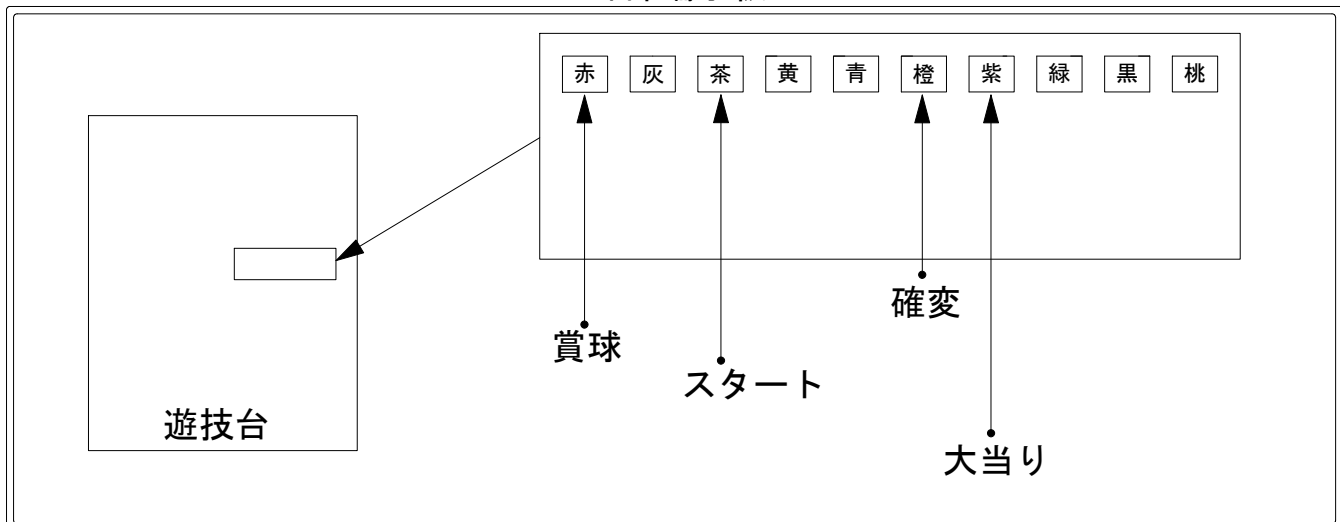 赤 灰 茶 黄 青 橙 紫 緑 黒 桃
確変
賞球
スタート
遊技台
大当り